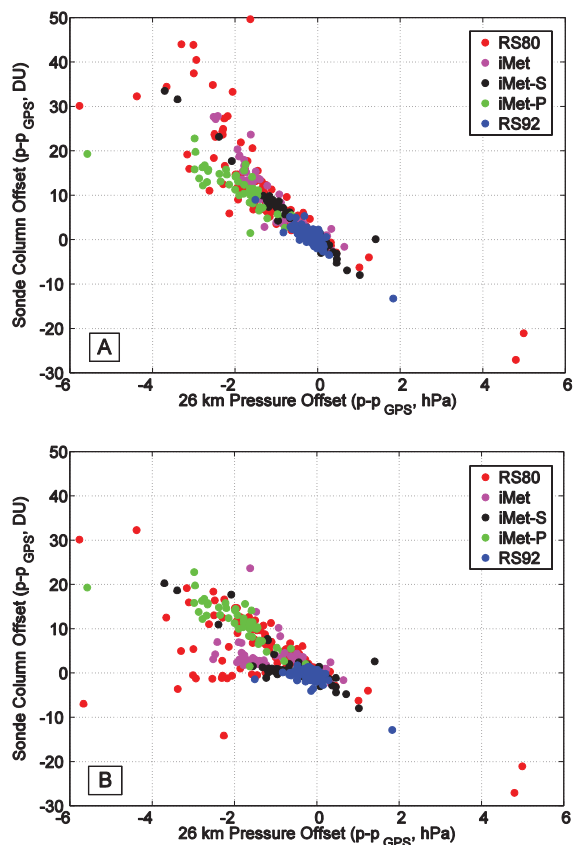 50
40
30
20
10
0
-10
-20
-30
Sonde Column Offset (p-p GPS, DU)
RS80
iMet
iMet-S
iMet-P
RS92
A
-6 -4 -2 0 2 4 6
26 km Pressure Offset (p-p GPS, hPa)
50
40
30
20
10
0
-10
-20
-30
Sonde Column Offset (p-p GPS, DU)
RS80
iMet
iMet-S
iMet-P
RS92
B
-6 -4 -2 0 2 4 6
26 km Pressure Offset (p-p GPS, hPa)